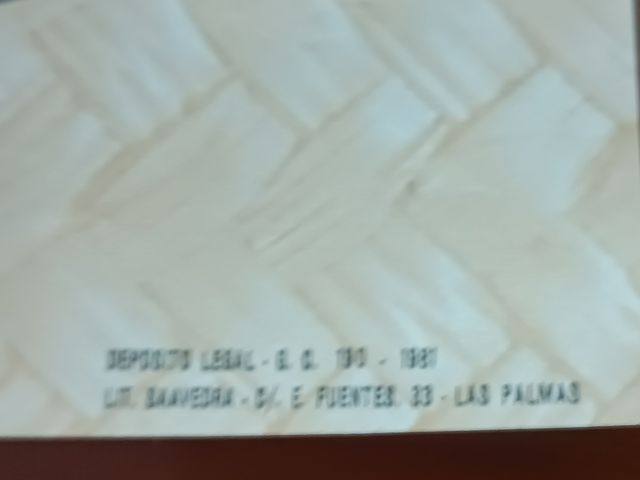 DEPOSITO LEGAL - G. C. 190 - 1981
LIT. SAAVEDRA - C/. E. FUENTES, 33 - LAS PALMAS